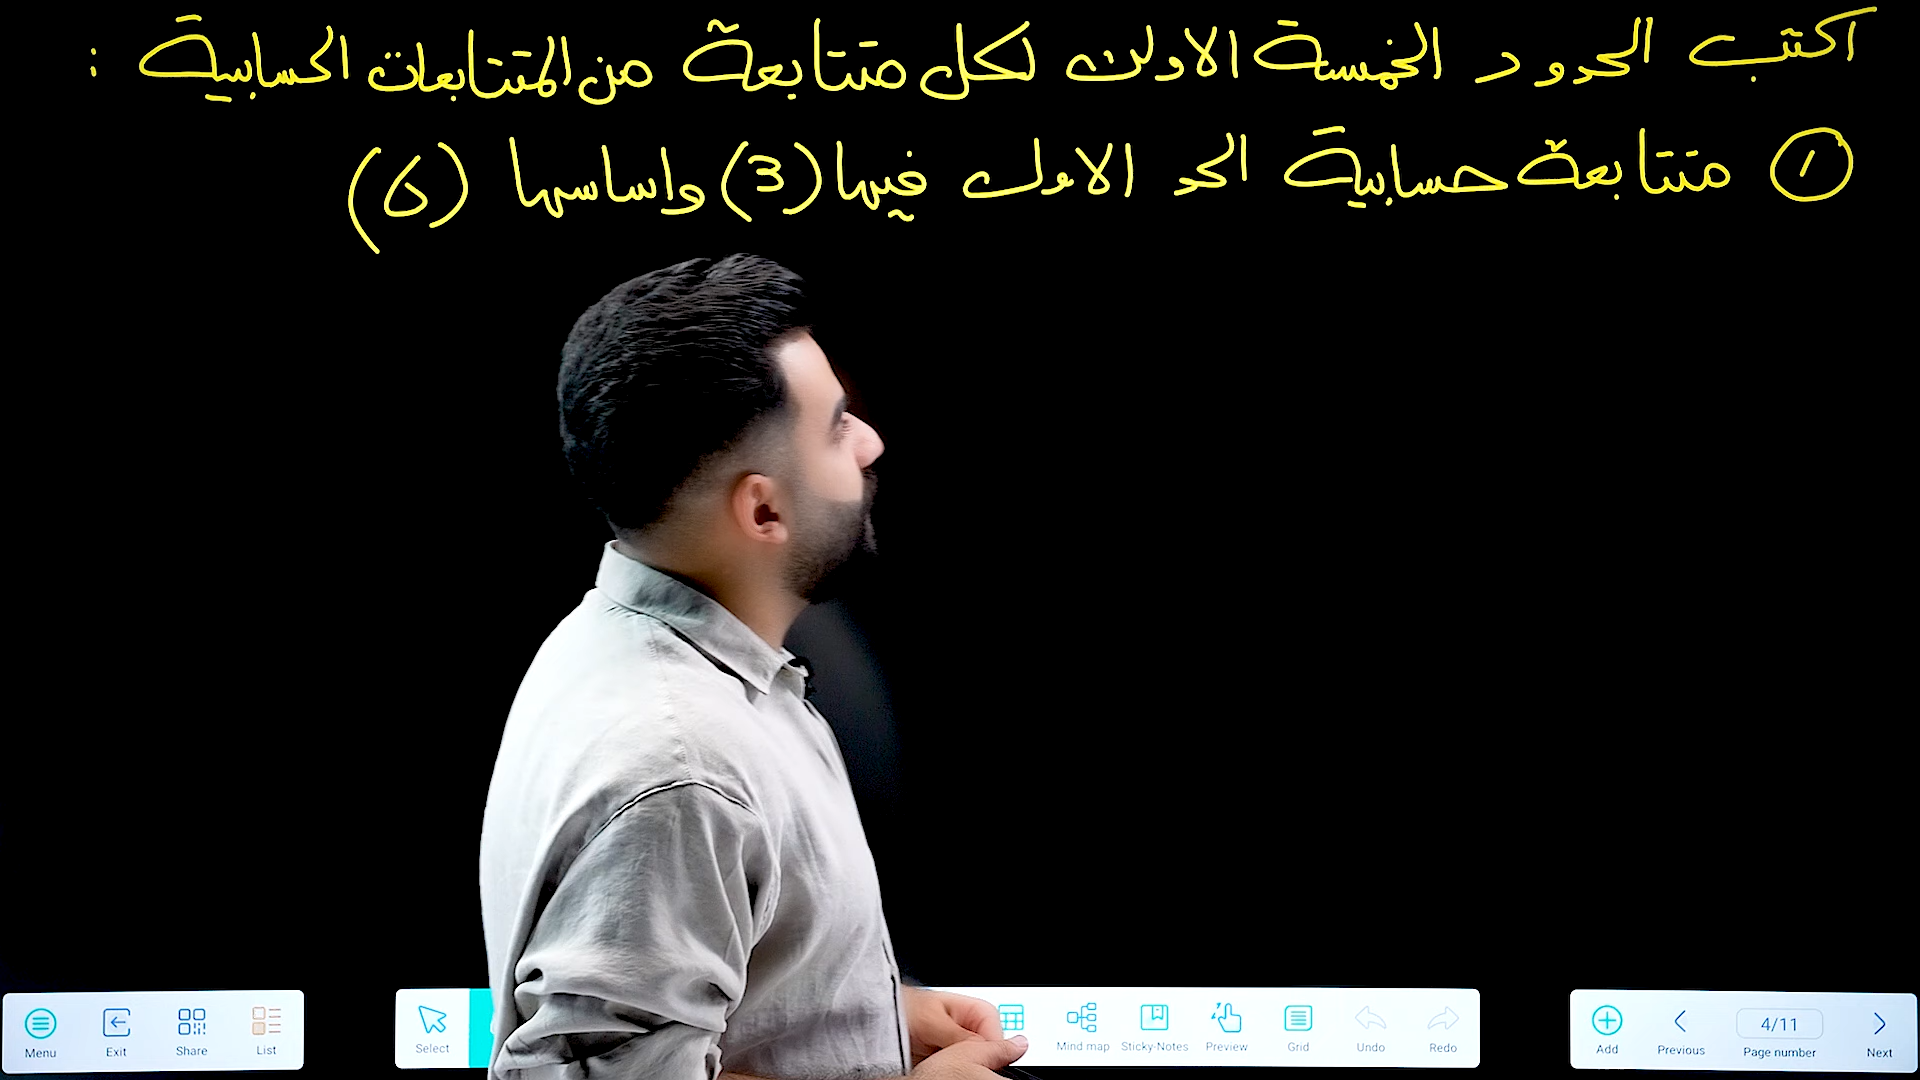 اكتب الحدود الخمسة الاولى لكل متتابعة من المتتابعات الحسابية :
① متتابعة حسابية الحد الاول فيها (3) واساسها (6)
Menu Exit Share List Select Mind map Sticky-Notes Preview Grid Undo Redo Add Previous 4/11 Page number Next